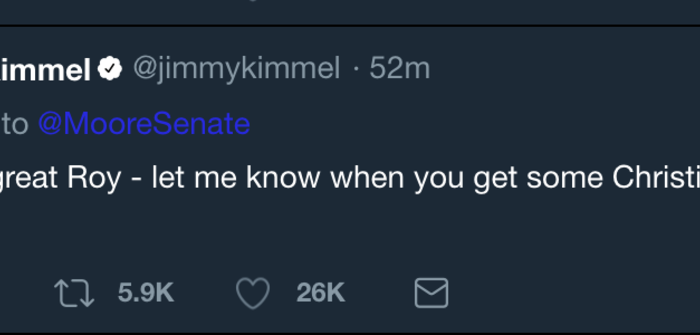 immel @jimmykimmel · 52m
to @MooreSenate
great Roy - let me know when you get some Christi
5.9K 26K